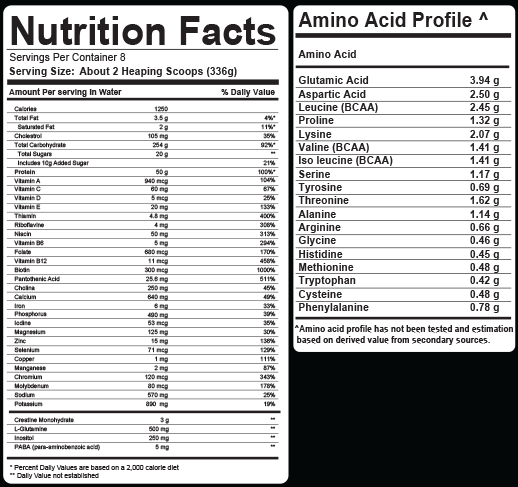 Nutrition Facts
Servings Per Container 8
Serving Size: About 2 Heaping Scoops (336g)
Amount Per serving In Water % Daily Value
Calories 1250
Total Fat 3.5 g 4%*
Saturated Fat 2 g 11%*
Cholestrol 105 mg 35%
Total Carbohydrate 254 g 92%*
Total Sugars 20 g **
Includes 10g Added Suger 21%
Protein 50 g 100%*
Vitamin A 940 mcg 104%
Vitamin C 60 mg 67%
Vitamin D 5 mcg 25%
Vitamin E 20 mg 133%
Thiamin 4.8 mg 400%
Riboflavine 4 mg 308%
Niacin 50 mg 313%
Vitamin B6 5 mg 294%
Folate 680 mcg 170%
Vitamin B12 11 mcg 458%
Biotin 300 mcg 1000%
Pantothenic Acid 25.6 mg 511%
Cholina 250 mg 45%
Calcium 640 mg 49%
Iron 6 mg 33%
Phosphorus 490 mg 39%
Iodine 53 mcg 35%
Magnesium 125 mg 30%
Zinc 15 mg 136%
Selenium 71 mcg 129%
Copper 1 mg 111%
Manganese 2 mg 87%
Chromium 120 mcg 343%
Molybdenum 80 mcg 178%
Sodium 570 mg 25%
Potassium 890 mg 19%
Creatine Monohydrate 3 g **
L-Glutamine 500 mg **
Inositol 250 mg **
PABA (para-aminobenzoic acid) 5 mg **
* Percent Daily Values are based on a 2,000 calorie diet
** Daily Value not established
Amino Acid Profile ^
Amino Acid
Glutamic Acid 3.94 g
Aspartic Acid 2.50 g
Leucine (BCAA) 2.45 g
Proline 1.32 g
Lysine 2.07 g
Valine (BCAA) 1.41 g
Iso leucine (BCAA) 1.41 g
Serine 1.17 g
Tyrosine 0.69 g
Threonine 1.62 g
Alanine 1.14 g
Arginine 0.66 g
Glycine 0.46 g
Histidine 0.45 g
Methionine 0.48 g
Tryptophan 0.42 g
Cysteine 0.48 g
Phenylalanine 0.78 g
^Amino acid profile has not been tested and estimation
based on derived value from secondary sources.